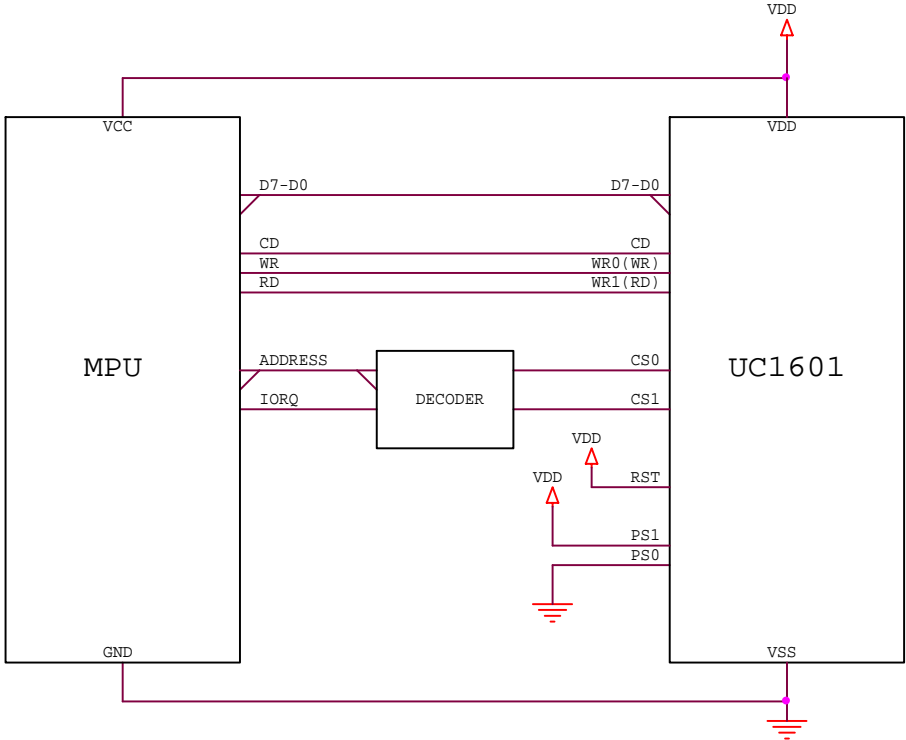 VDD
VCC
VDD
D7-D0 D7-D0
CD CD
WR WR0(WR)
RD WR1(RD)
ADDRESS CS0
MPU UC1601
IORQ DECODER CS1
VDD
VDD RST
PS1
PS0
GND VSS